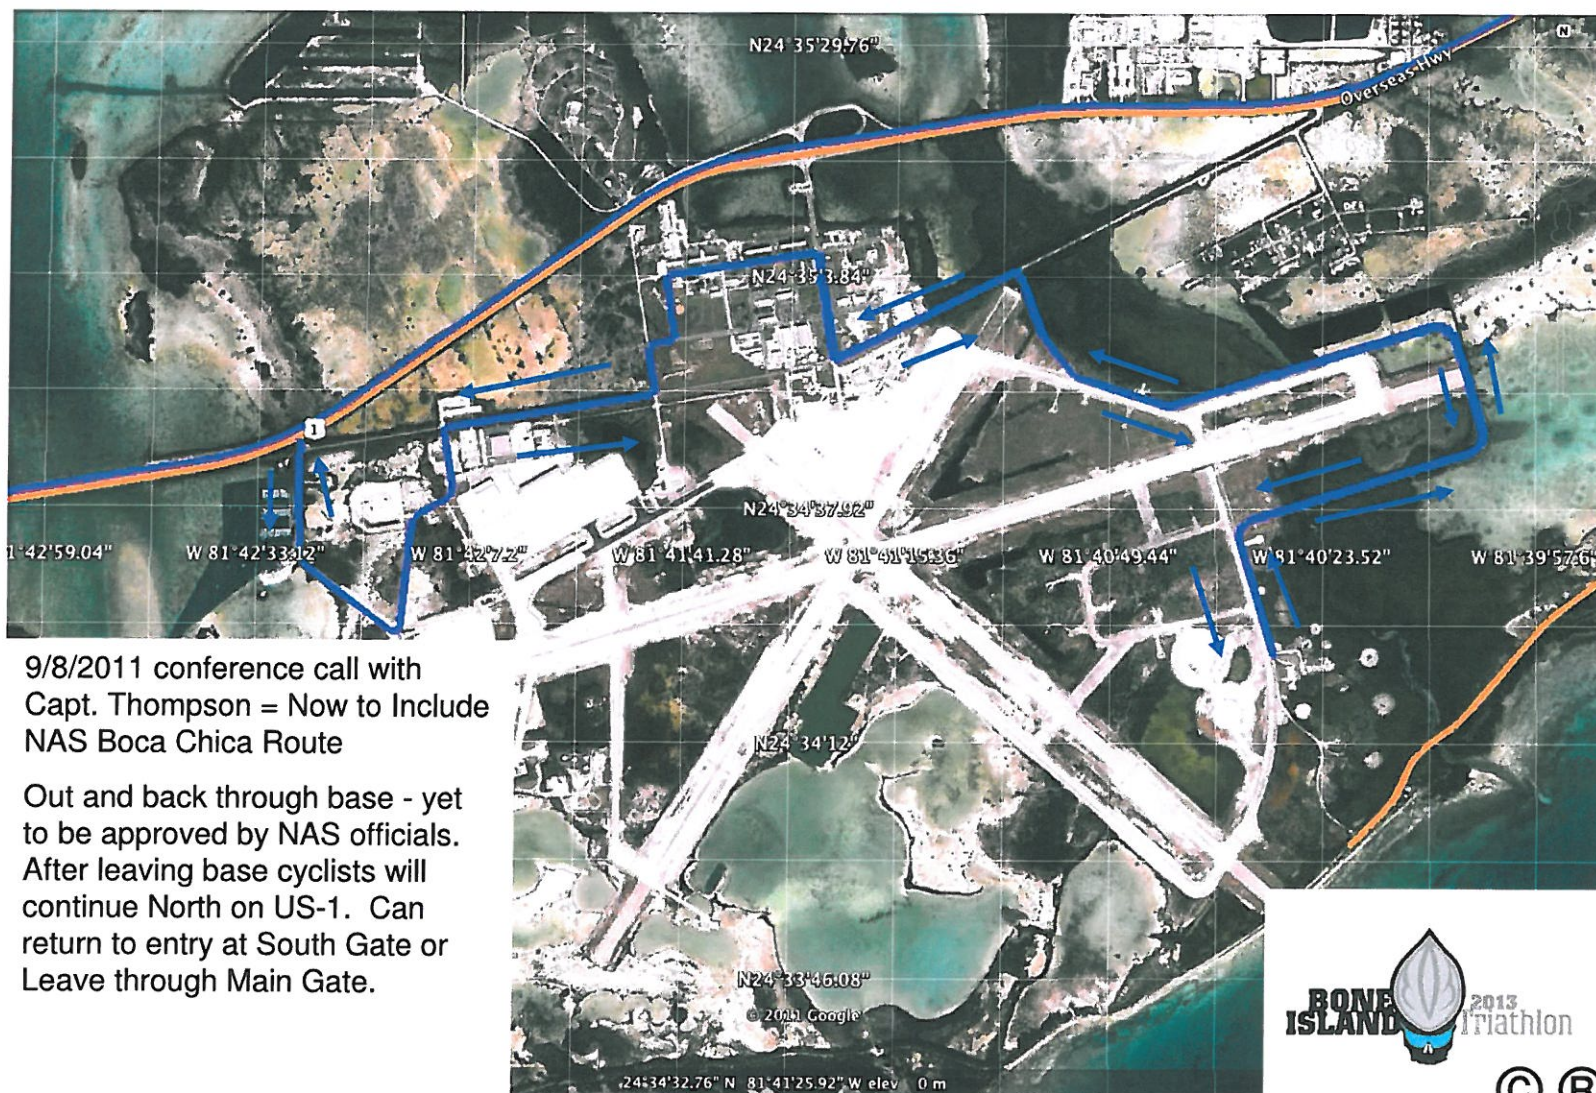 N24°35'29.76"
N
Overseas Hwy
N24°35'3.84"
1
N24°34'37.92"
1°42'59.04"
W 81°42'33.12"
W 81°42'7.2"
W 81°41'41.28"
W 81°41'15.36"
W 81°40'49.44"
W 81°40'23.52"
W 81°39'57.6
9/8/2011 conference call with
Capt. Thompson = Now to Include
NAS Boca Chica Route
Out and back through base - yet
to be approved by NAS officials.
After leaving base cyclists will
continue North on US-1. Can
return to entry at South Gate or
Leave through Main Gate.
N24°34'12"
N24°33'46.08"
© 2011 Google
24°34'32.76" N 81°41'25.92" W elev 0 m
BONE
ISLAND
2013
Triathlon
© ®